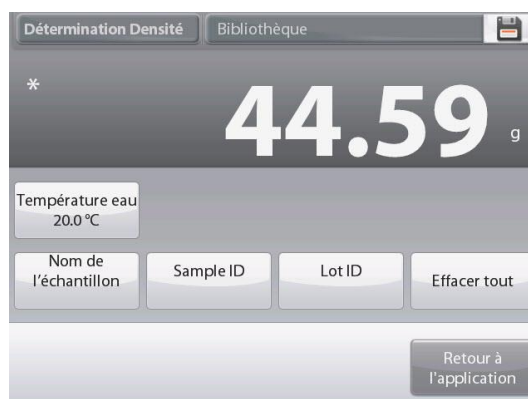 Détermination Densité Bibliothèque
*
44.59 g
Température eau
20.0 °C
Nom de
l'échantillon
Sample ID
Lot ID
Effacer tout
Retour à
l'application